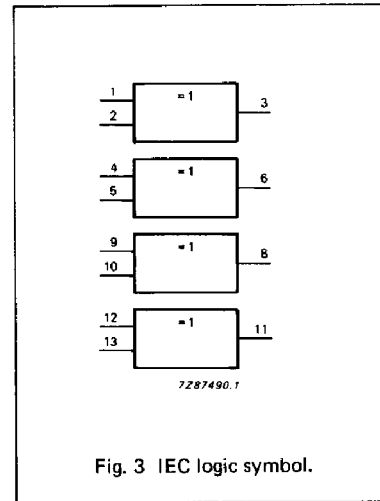 1 = 1 3
2
4 = 1 6
5
9 = 1 8
10
12 = 1 11
13
7Z87490.1
Fig. 3 IEC logic symbol.